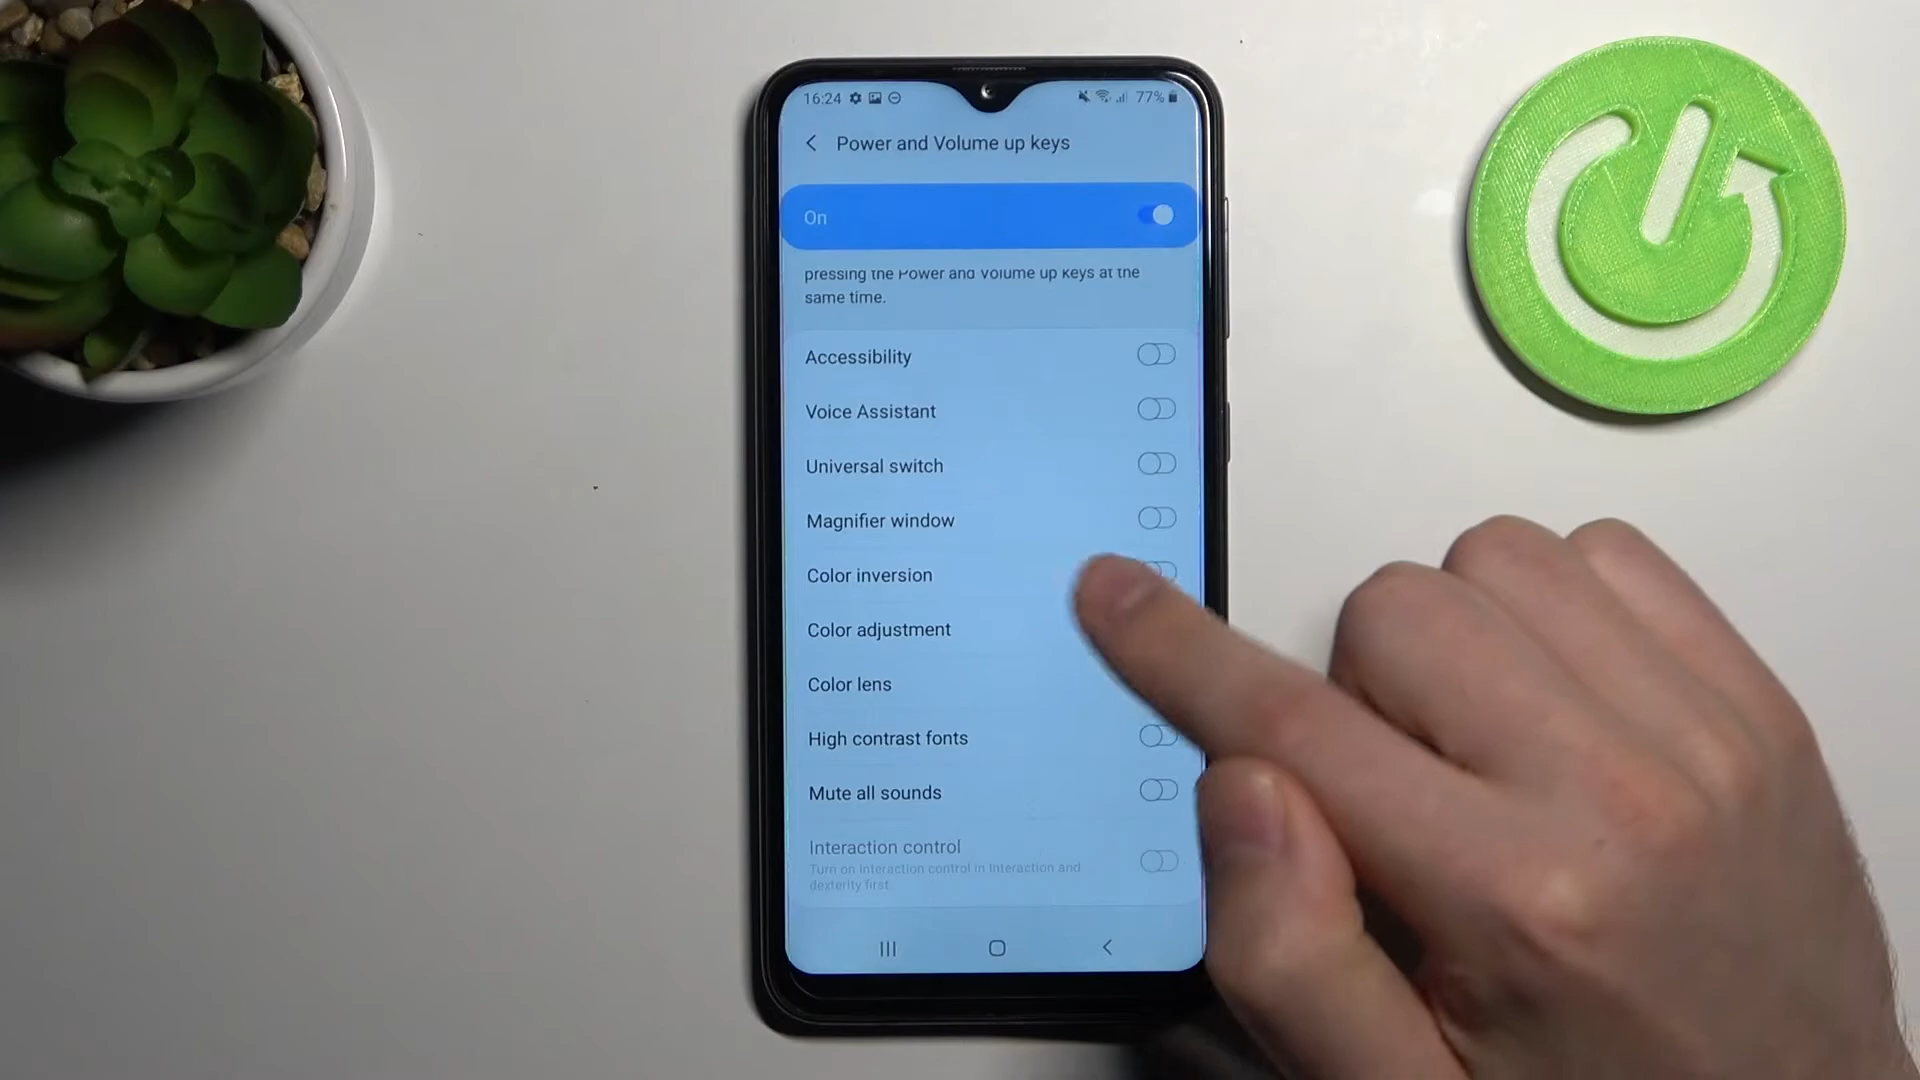 16:24 77%
Power and Volume up keys
On
pressing the Power and Volume up keys at the
same time.
Accessibility
Voice Assistant
Universal switch
Magnifier window
Color inversion
Color adjustment
Color lens
High contrast fonts
Mute all sounds
Interaction control
Turn on Interaction control in Interaction and
dexterity first